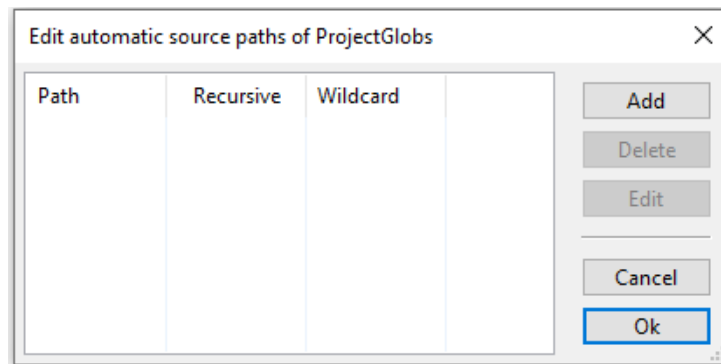 Edit automatic source paths of ProjectGlobs
Path Recursive Wildcard
Add
Delete
Edit
Cancel
Ok